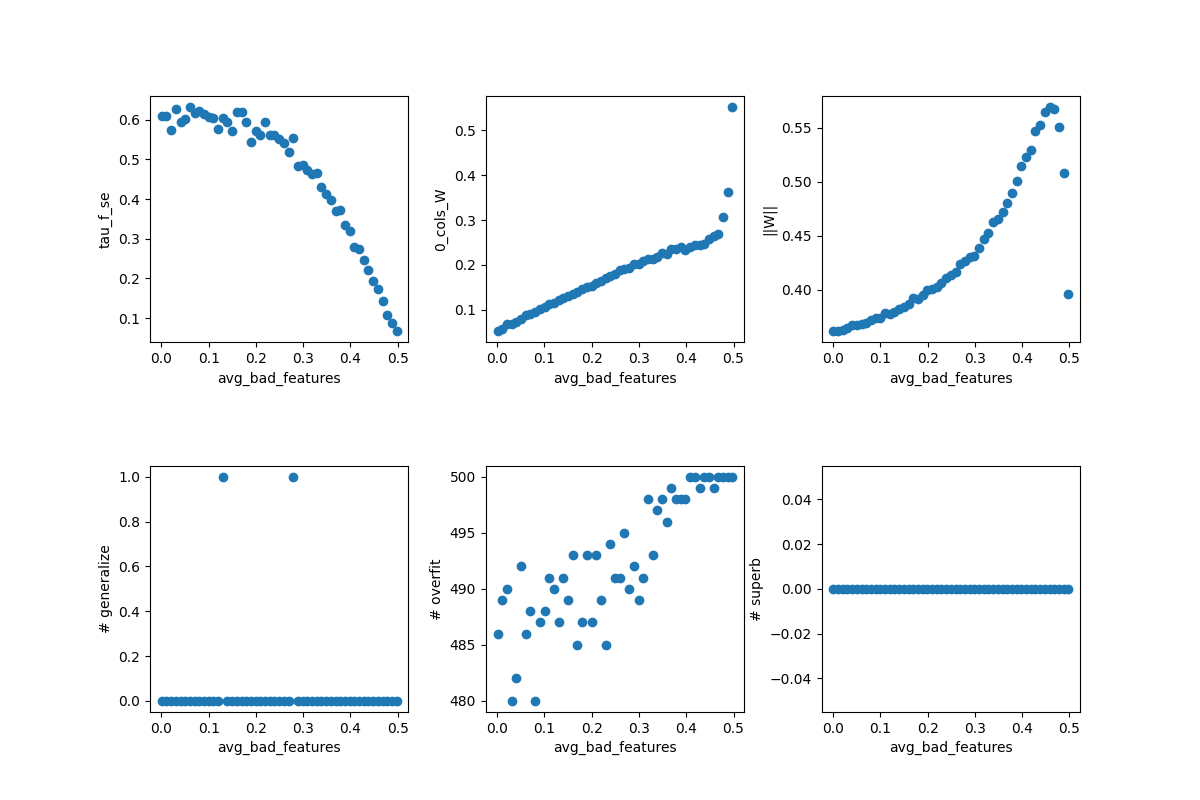 0.6
0.5
0.4
0.3
0.2
0.1
tau_f_se
0.0 0.1 0.2 0.3 0.4 0.5
avg_bad_features
0.5
0.4
0.3
0.2
0.1
0_cols_W
0.0 0.1 0.2 0.3 0.4 0.5
avg_bad_features
0.55
0.50
0.45
0.40
||W||
0.0 0.1 0.2 0.3 0.4 0.5
avg_bad_features
1.0
0.8
0.6
0.4
0.2
0.0
# generalize
0.0 0.1 0.2 0.3 0.4 0.5
avg_bad_features
500
495
490
485
480
# overfit
0.0 0.1 0.2 0.3 0.4 0.5
avg_bad_features
0.04
0.02
0.00
−0.02
−0.04
# superb
0.0 0.1 0.2 0.3 0.4 0.5
avg_bad_features